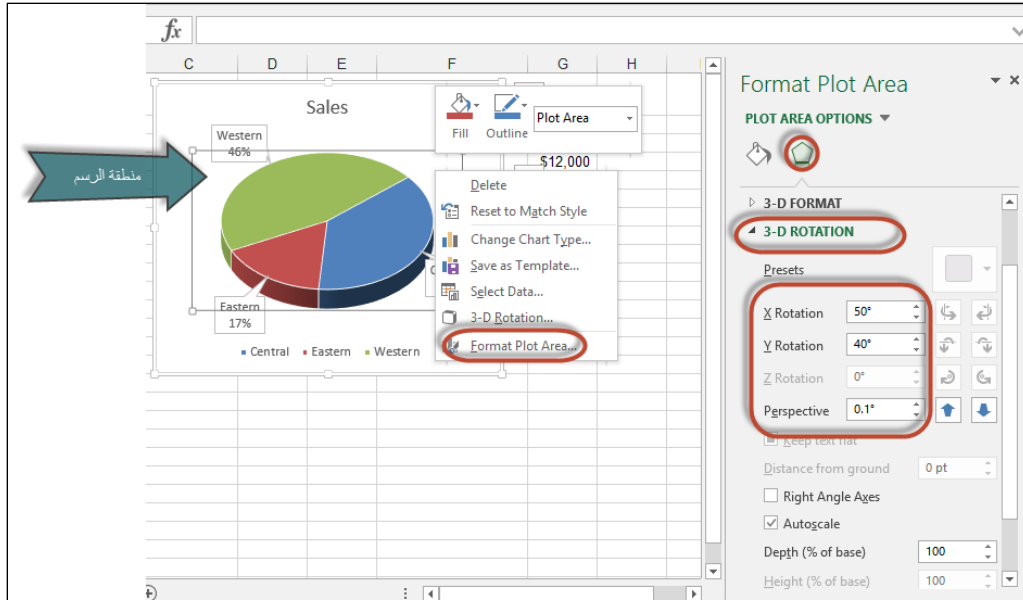 fx
C D E F G H
Sales
Western
46%
Eastern
17%
Central Eastern Western
منطقة الرسم
Fill Outline
Plot Area
$12,000
Delete
Reset to Match Style
Change Chart Type...
Save as Template...
Select Data...
3-D Rotation...
Format Plot Area...
Format Plot Area
PLOT AREA OPTIONS
3-D FORMAT
3-D ROTATION
Presets
X Rotation 50°
Y Rotation 40°
Z Rotation 0°
Perspective 0.1°
Keep text flat
Distance from ground 0 pt
Right Angle Axes
Autoscale
Depth (% of base) 100
Height (% of base) 100